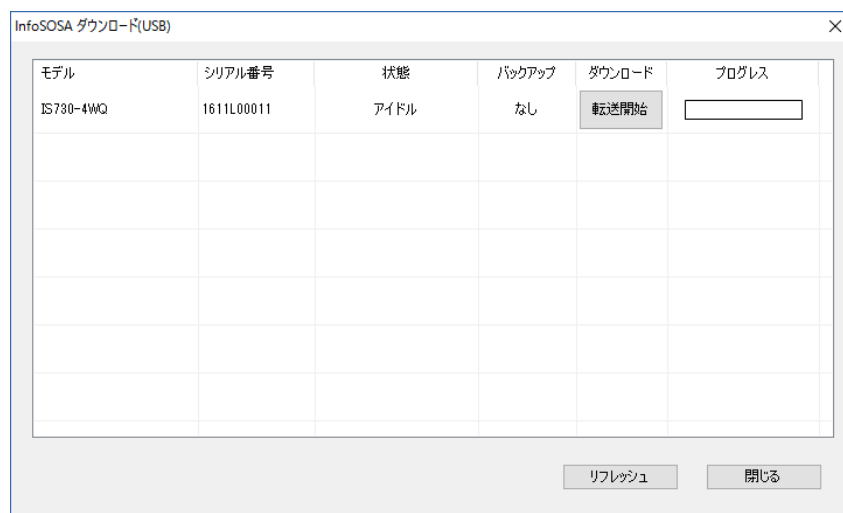 InfoSOSA ダウンロード(USB)
モデル シリアル番号 状態 バックアップ ダウンロード プログレス
IS730-4WQ 1611L00011 アイドル なし 転送開始
リフレッシュ 閉じる